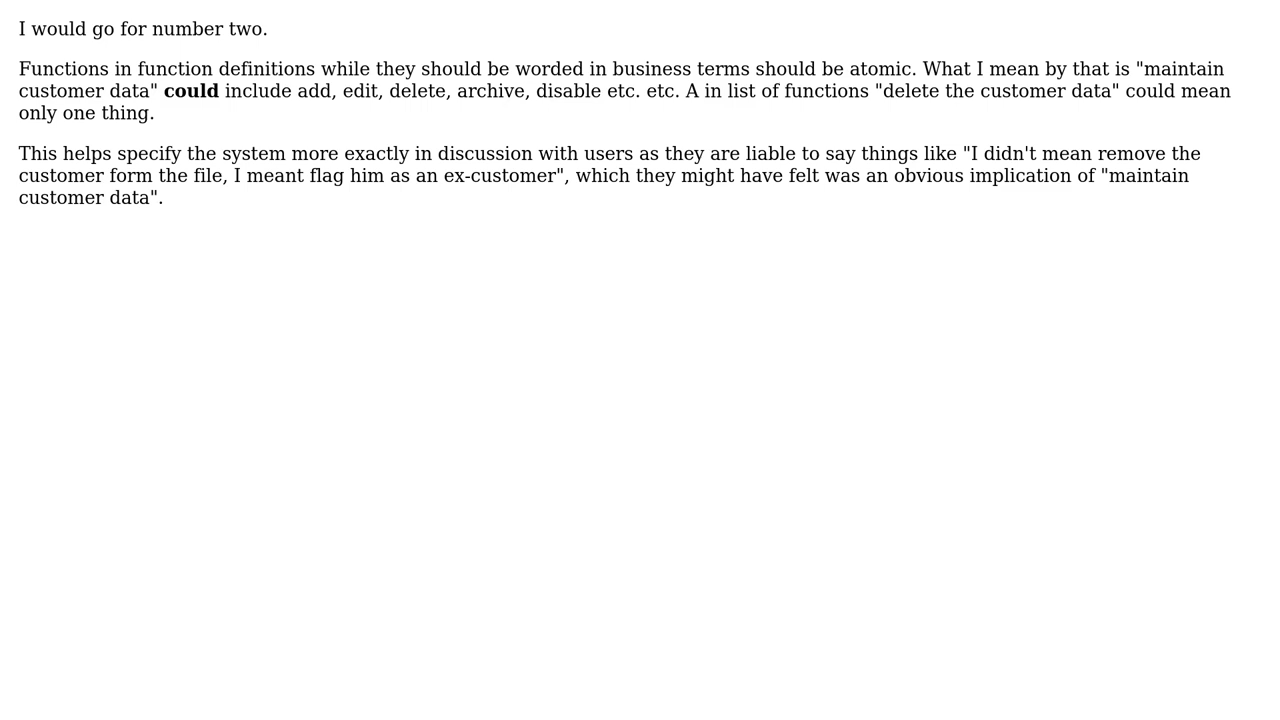 I would go for number two.
Functions in function definitions while they should be worded in business terms should be atomic. What I mean by that is "maintain
customer data" could include add, edit, delete, archive, disable etc. etc. A in list of functions "delete the customer data" could mean
only one thing.
This helps specify the system more exactly in discussion with users as they are liable to say things like "I didn't mean remove the
customer form the file, I meant flag him as an ex-customer", which they might have felt was an obvious implication of "maintain
customer data".